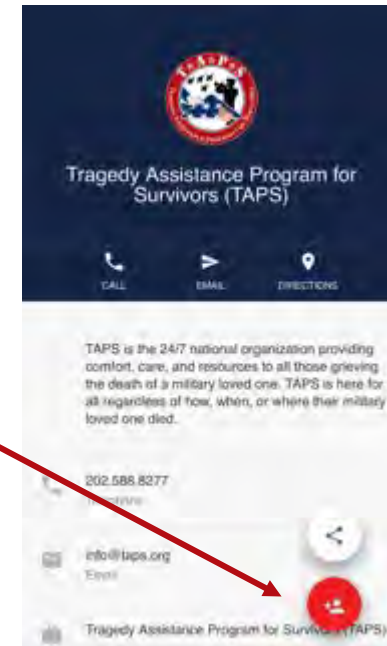 T★A★P★S
Tragedy Assistance Program for
Survivors (TAPS)
CALL EMAIL DIRECTIONS
TAPS is the 24/7 national organization providing
comfort, care, and resources to all those grieving
the death of a military loved one. TAPS is here for
all regardless of how, when, or where their military
loved one died.
202.588.8277
info@taps.org
Email
Tragedy Assistance Program for (TAPS)